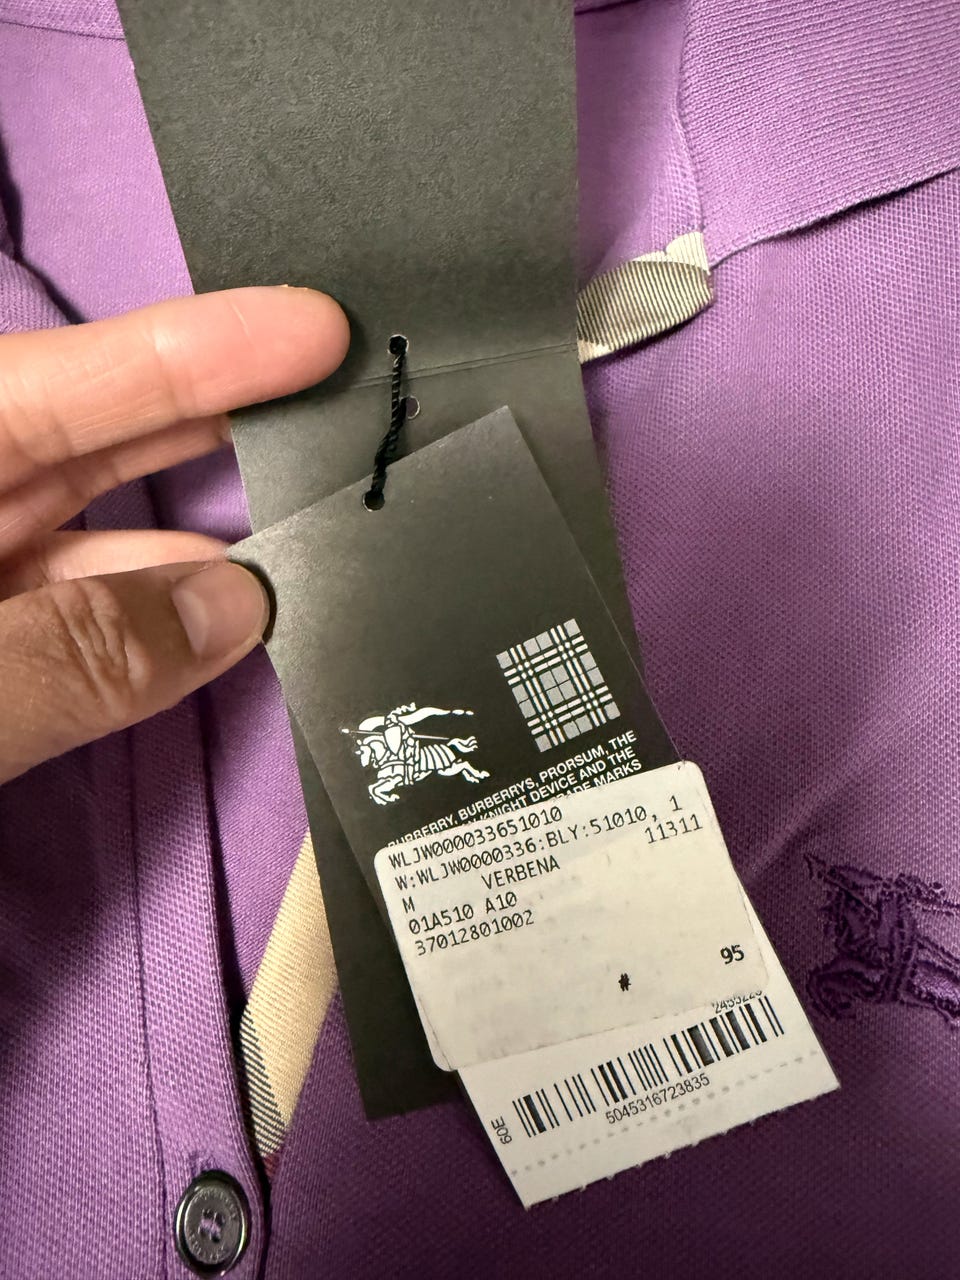 BURBERRY, BURBERRYS, PRORSUM, THE
KNIGHT DEVICE AND THE
MARKS
WLJW000033651010
W:WLJW0000336:BLY:51010, 1
VERBENA 11311
M
01A510 A10
37012801002
# 95
5045316723835
60E